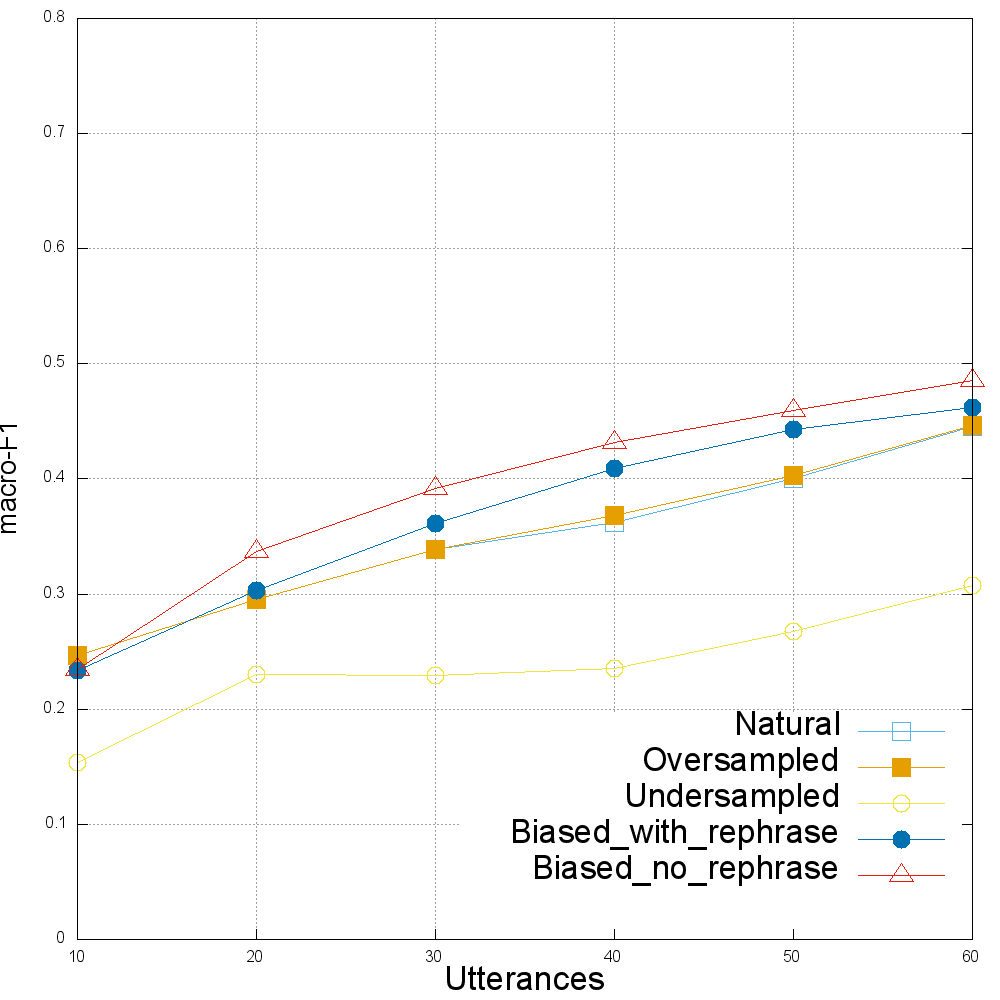 0.8
0.7
0.6
0.5
0.4
0.3
0.2
0.1
0
macro-F1
Natural
Oversampled
Undersampled
Biased_with_rephrase
Biased_no_rephrase
10 20 30 40 50 60
Utterances